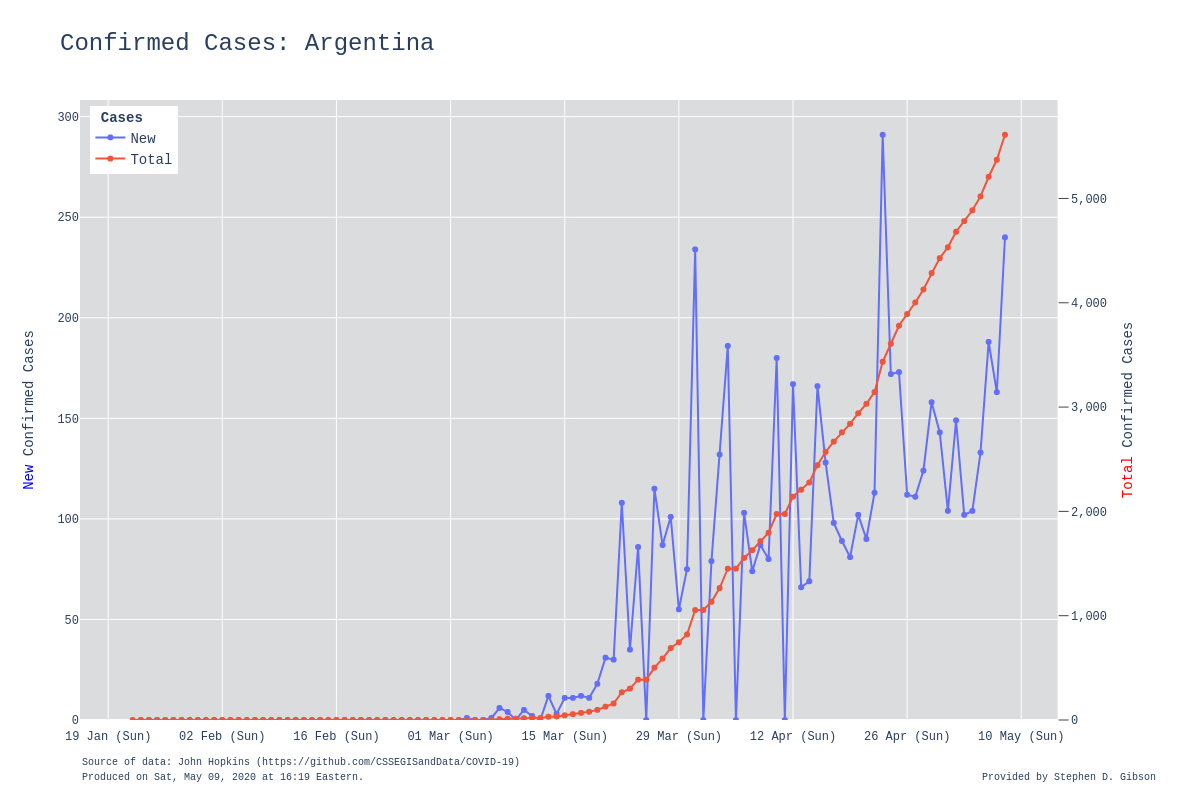 Confirmed Cases: Argentina
Cases
New
Total
300
250
200
150
100
50
0
New Confirmed Cases
5,000
4,000
3,000
2,000
1,000
0
Total Confirmed Cases
19 Jan (Sun) 02 Feb (Sun) 16 Feb (Sun) 01 Mar (Sun) 15 Mar (Sun) 29 Mar (Sun) 12 Apr (Sun) 26 Apr (Sun) 10 May (Sun)
Source of data: John Hopkins (https://github.com/CSSEGISandData/COVID-19)
Produced on Sat, May 09, 2020 at 16:19 Eastern.
Provided by Stephen D. Gibson